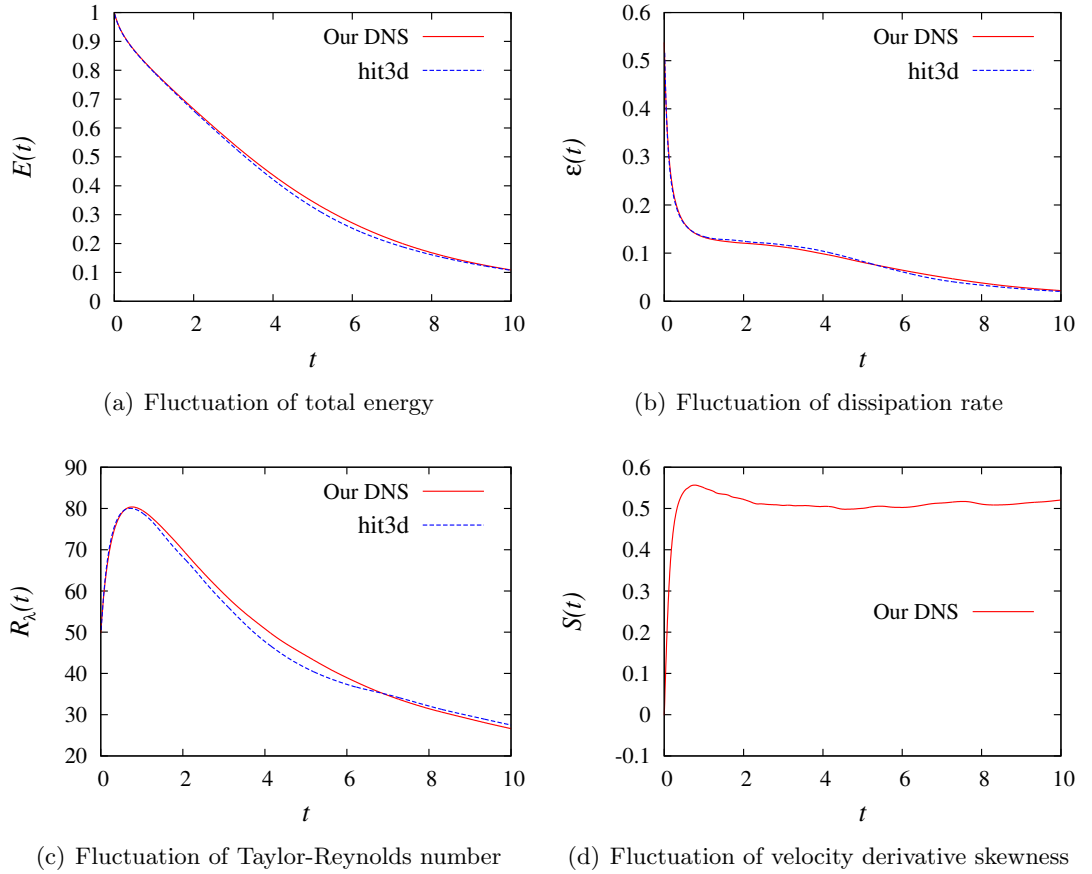 1
0.9
0.8
0.7
0.6
0.5
0.4
0.3
0.2
0.1
0
E(t)
0 2 4 6 8 10
t
Our DNS
hit3d
(a) Fluctuation of total energy
0.6
0.5
0.4
0.3
0.2
0.1
0
ε(t)
0 2 4 6 8 10
t
Our DNS
hit3d
(b) Fluctuation of dissipation rate
90
80
70
60
50
40
30
20
Rλ(t)
0 2 4 6 8 10
t
Our DNS
hit3d
(c) Fluctuation of Taylor-Reynolds number
0.6
0.5
0.4
0.3
0.2
0.1
0
-0.1
S(t)
0 2 4 6 8 10
t
Our DNS
(d) Fluctuation of velocity derivative skewness